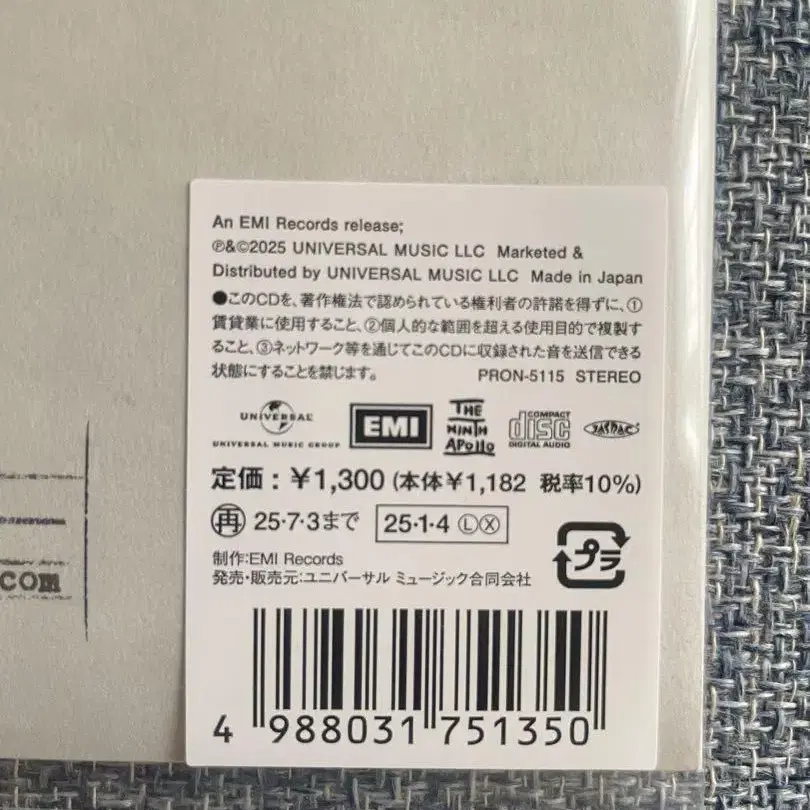 An EMI Records release;
℗&©2025 UNIVERSAL MUSIC LLC Marketed &
Distributed by UNIVERSAL MUSIC LLC Made in Japan
●このCDを、著作権法で認められている権利者の許諾を得ずに、①
賃貸業に使用すること、②個人的な範囲を超える使用目的で複製す
ること、③ネットワーク等を通じてこのCDに収録された音を送信できる
状態にすることを禁じます。 PRON-5115 STEREO
UNIVERSAL
UNIVERSAL MUSIC GROUP
EMI
THE NINTH APOLLO
COMPACT disc DIGITAL AUDIO
JASRAC
定価：￥1,300 (本体￥1,182 税率10%)
再 25·7·3まで 25·1·4 ⓁⓍ
プラ
制作:EMI Records
発売・販売元:ユニバーサル ミュージック合同会社
.com
4 988031 751350